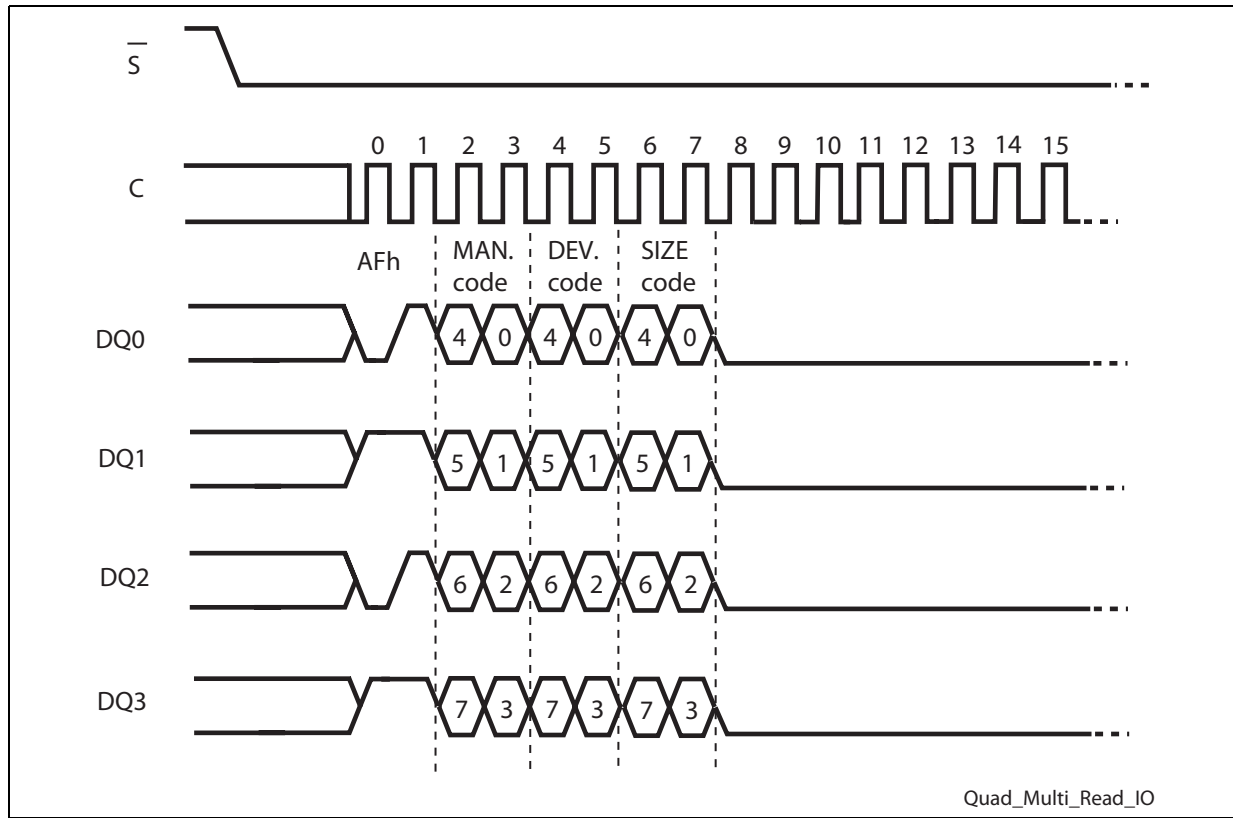 S
0 1 2 3 4 5 6 7 8 9 10 11 12 13 14 15
C
AFh
MAN. code
DEV. code
SIZE code
DQ0
4 0 4 0 4 0
DQ1
5 1 5 1 5 1
DQ2
6 2 6 2 6 2
DQ3
7 3 7 3 7 3
Quad_Multi_Read_IO